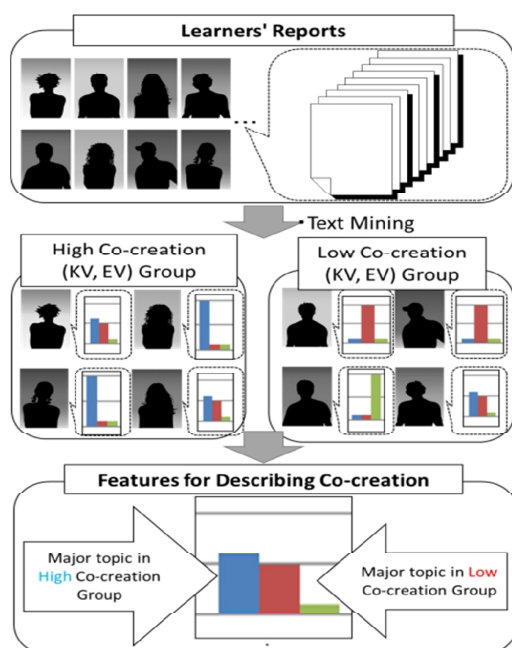 Learners' Reports
...
• Text Mining
High Co-creation
(KV, EV) Group
Low Co-creation
(KV, EV) Group
Features for Describing Co-creation
Major topic in
High Co-creation
Group
Major topic in Low
Co-creation Group